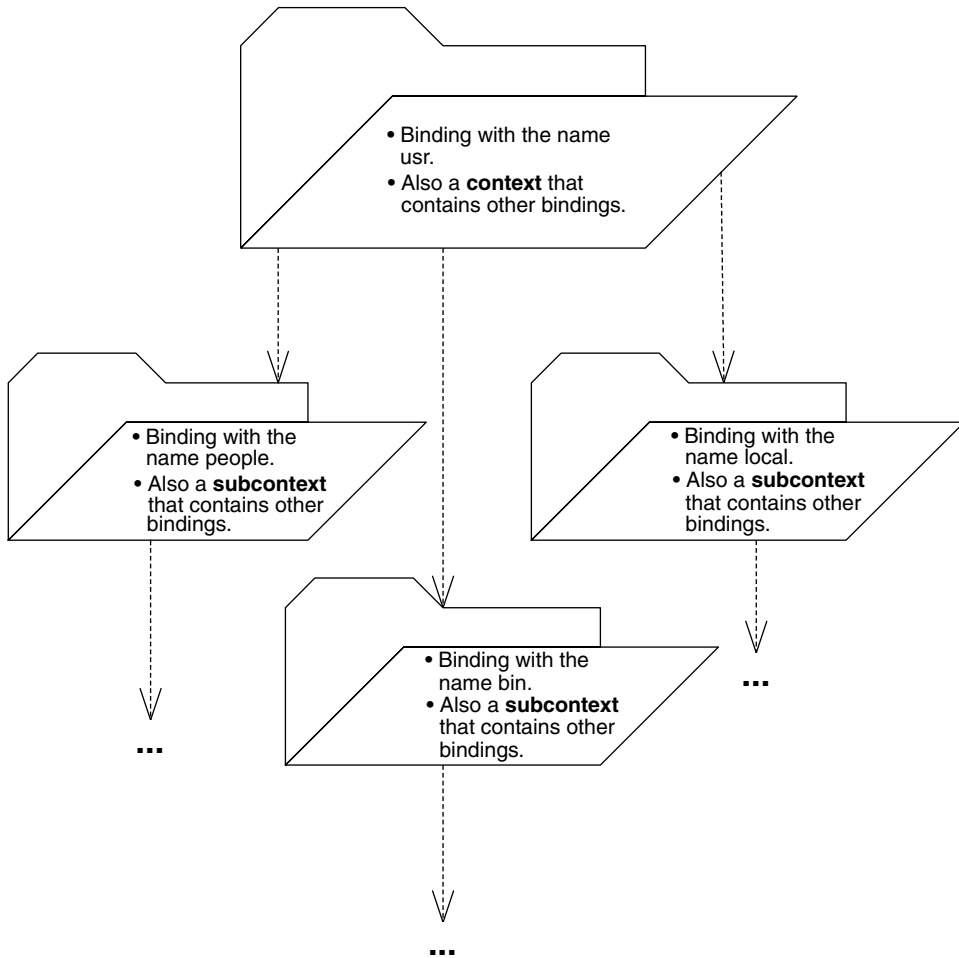 • Binding with the name
usr.
• Also a context that
contains other bindings.
• Binding with the
name people.
• Also a subcontext
that contains other
bindings.
• Binding with the
name local.
• Also a subcontext
that contains other
bindings.
• Binding with the
name bin.
• Also a subcontext
that contains other
bindings.
...
...
...